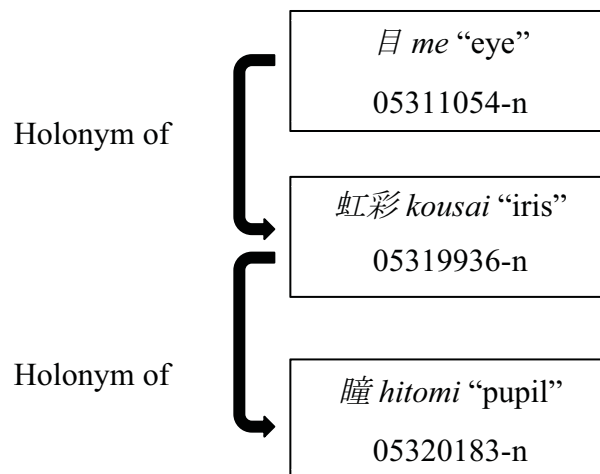 目 me “eye”
05311054-n
Holonym of
虹彩 kousai “iris”
05319936-n
Holonym of
瞳 hitomi “pupil”
05320183-n